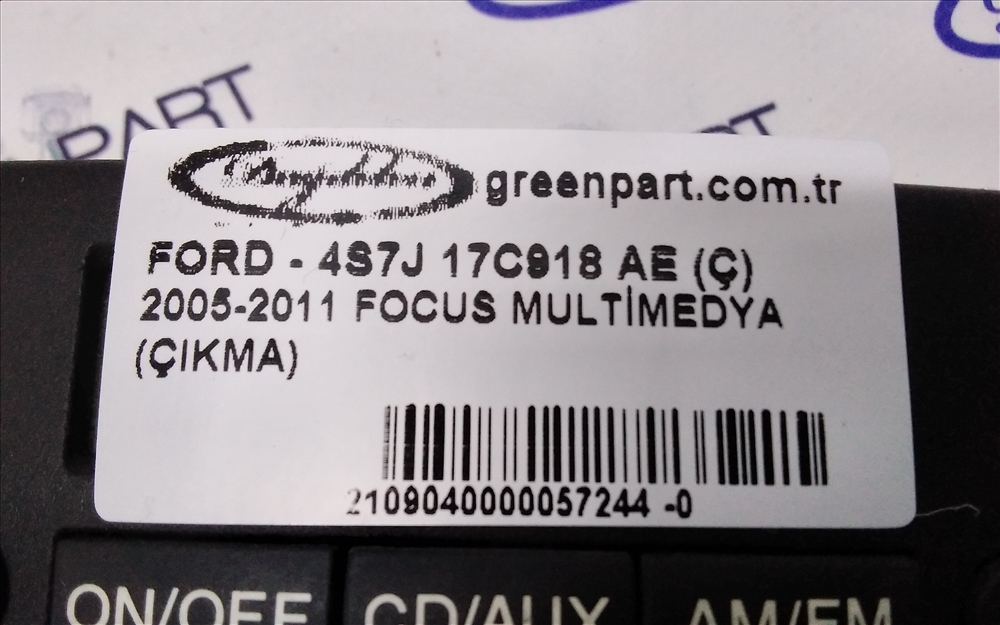 PART
greenpart.com.tr
FORD - 4S7J 17C918 AE (Ç)
2005-2011 FOCUS MULTİMEDYA
(ÇIKMA)
2109040000057244 -0
ON/OFF CD/AUX AM/FM